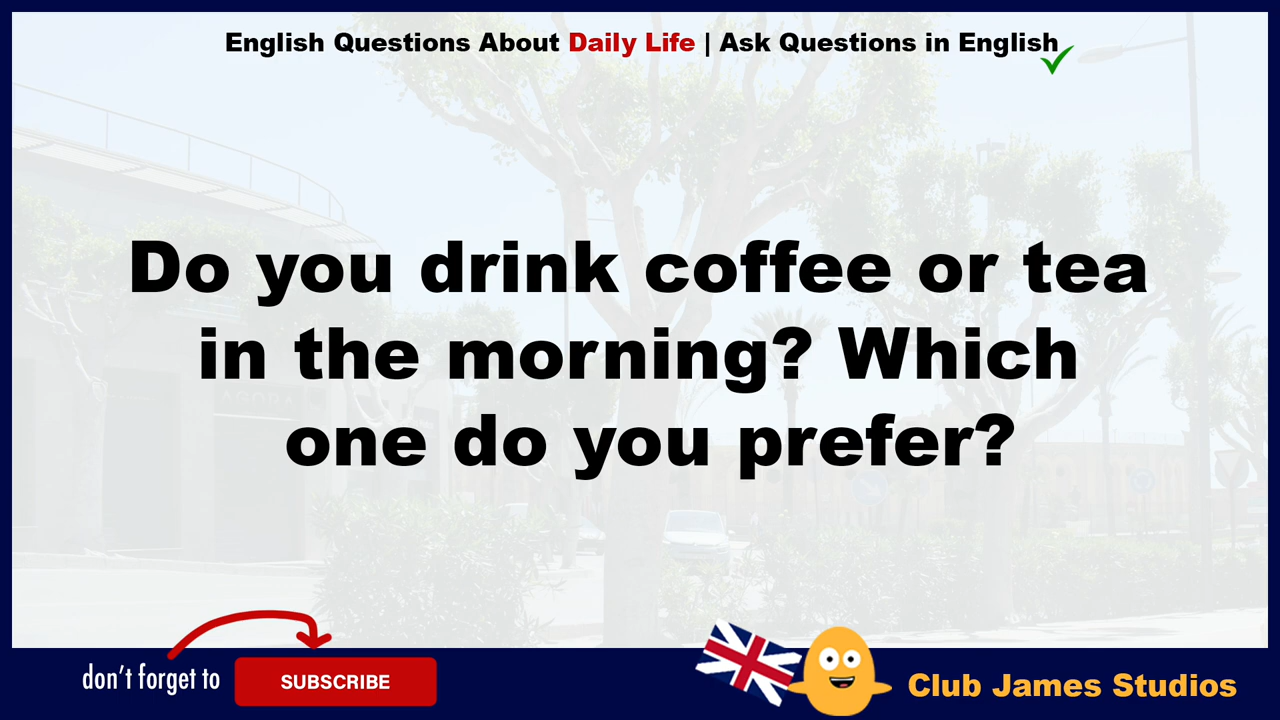 English Questions About Daily Life | Ask Questions in English
Do you drink coffee or tea
in the morning? Which
one do you prefer?
don't forget to
SUBSCRIBE
Club James Studios